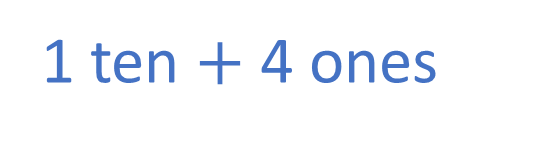 1 ten + 4 ones